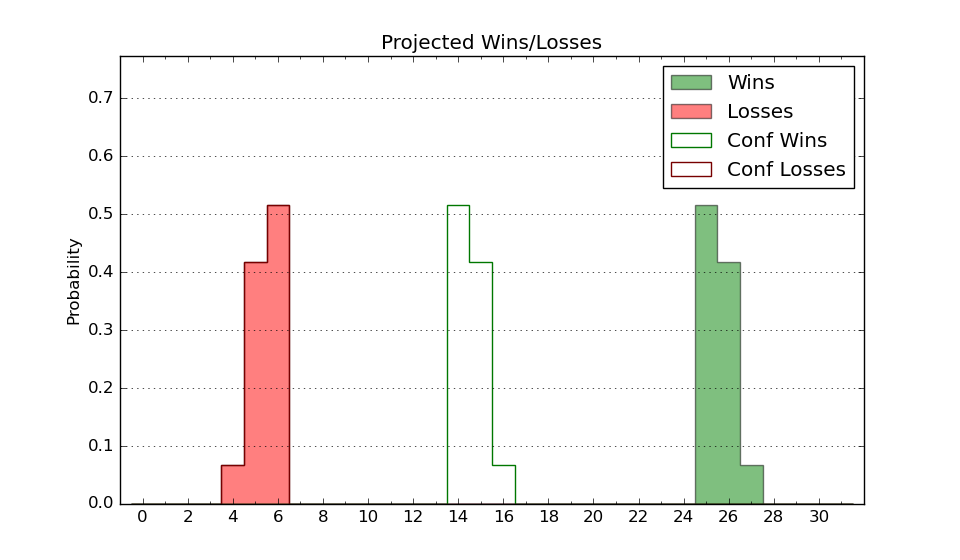 Projected Wins/Losses
Wins
Losses
Conf Wins
Conf Losses
Probability
0.7
0.6
0.5
0.4
0.3
0.2
0.1
0.0
0 2 4 6 8 10 12 14 16 18 20 22 24 26 28 30